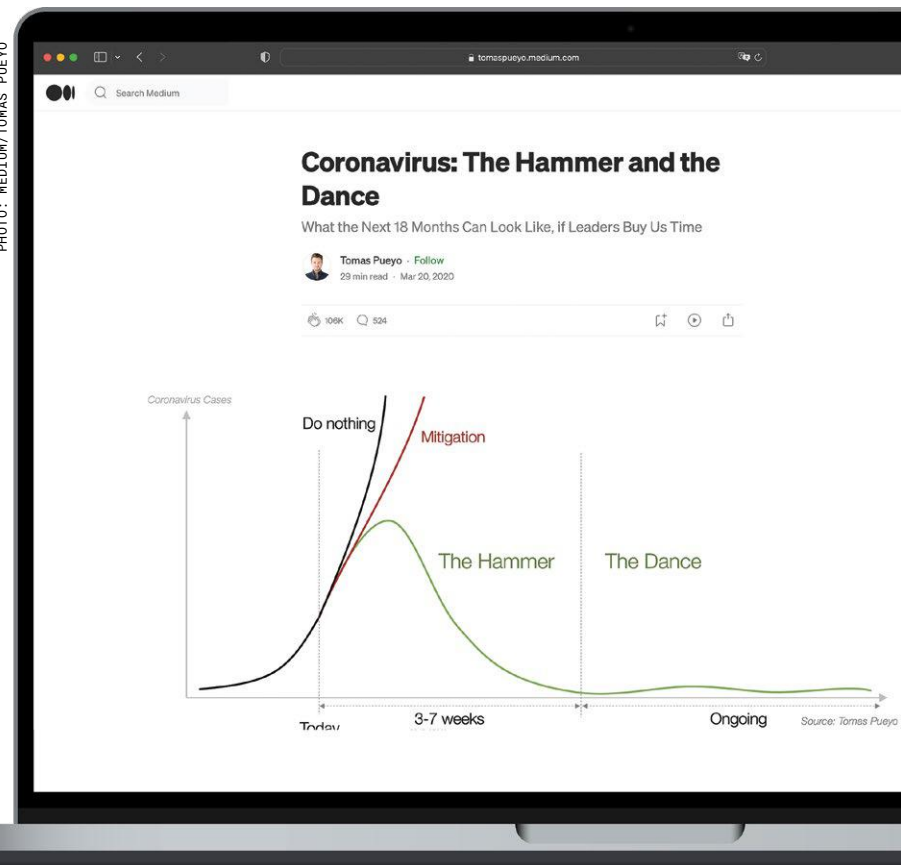 PHOTO: MEDIUM/TOMAS PUEYO
tomaspueyo.medium.com
Search Medium
Coronavirus: The Hammer and the
Dance
What the Next 18 Months Can Look Like, if Leaders Buy Us Time
Tomas Pueyo · Follow
29 min read · Mar 20, 2020
106K 524
Coronavirus Cases
Do nothing
Mitigation
The Hammer
The Dance
Today
3-7 weeks
Ongoing
Source: Tomas Pueyo